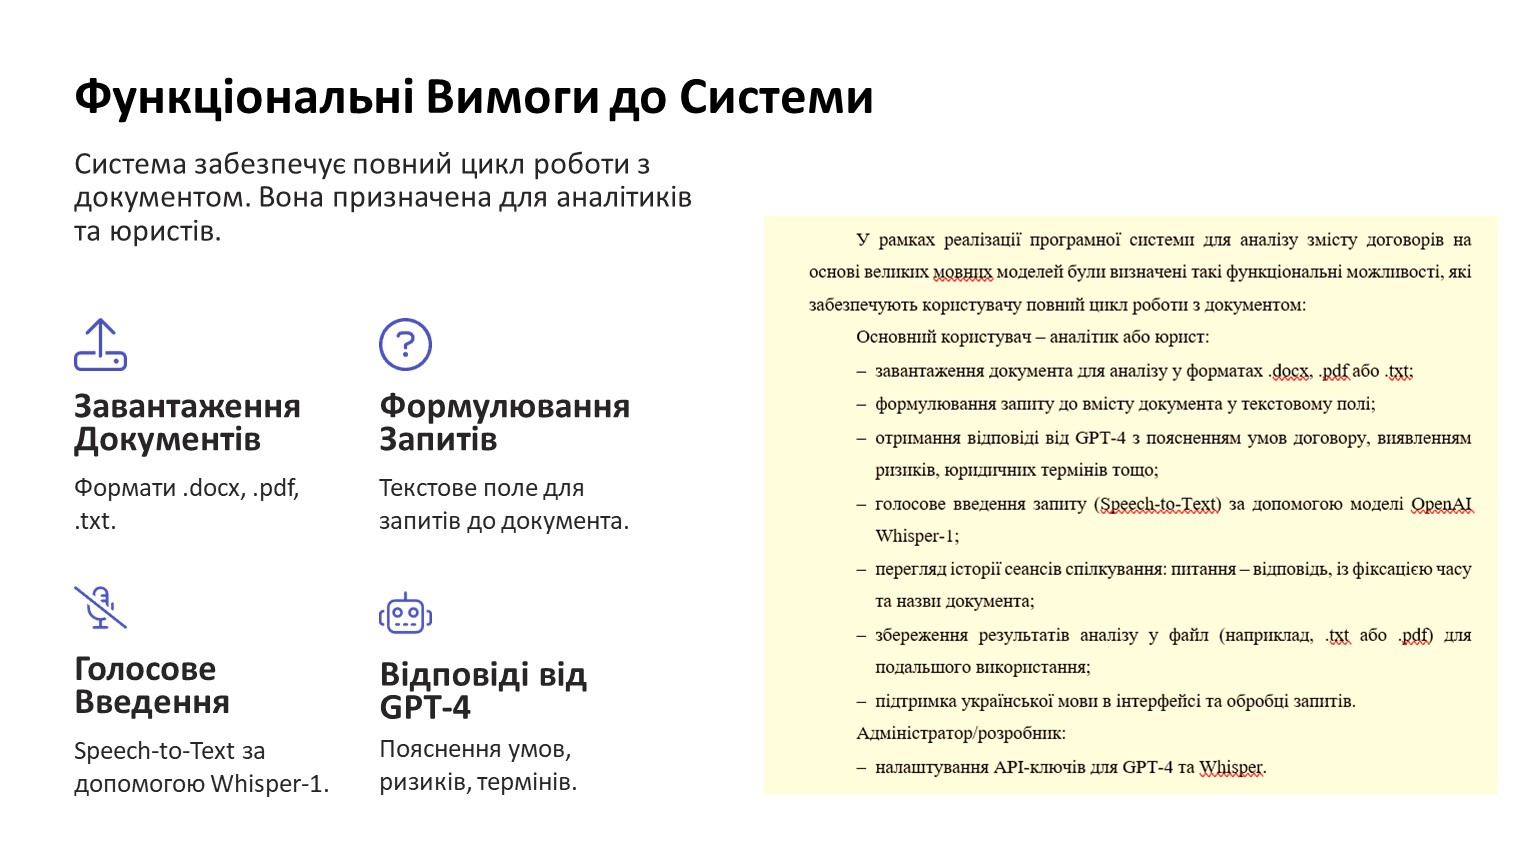 Функціональні Вимоги до Системи
Система забезпечує повний цикл роботи з
документом. Вона призначена для аналітиків
та юристів.
Завантаження
Документів
Формати .docx, .pdf,
.txt.
Формулювання
Запитів
Текстове поле для
запитів до документа.
Голосове
Введення
Speech-to-Text за
допомогою Whisper-1.
Відповіді від
GPT-4
Пояснення умов,
ризиків, термінів.
У рамках реалізації програмної системи для аналізу змісту договорів на
основі великих мовних моделей були визначені такі функціональні можливості, які
забезпечують користувачу повний цикл роботи з документом:
Основний користувач – аналітик або юрист:
– завантаження документа для аналізу у форматах .docx, .pdf або .txt;
– формулювання запиту до вмісту документа у текстовому полі;
– отримання відповіді від GPT-4 з поясненням умов договору, виявленням
ризиків, юридичних термінів тощо;
– голосове введення запиту (Speech-to-Text) за допомогою моделі OpenAI
Whisper-1;
– перегляд історії сеансів спілкування: питання – відповідь, із фіксацією часу
та назви документа;
– збереження результатів аналізу у файл (наприклад, .txt або .pdf) для
подальшого використання;
– підтримка української мови в інтерфейсі та обробці запитів.
Адміністратор/розробник:
– налаштування API-ключів для GPT-4 та Whisper.